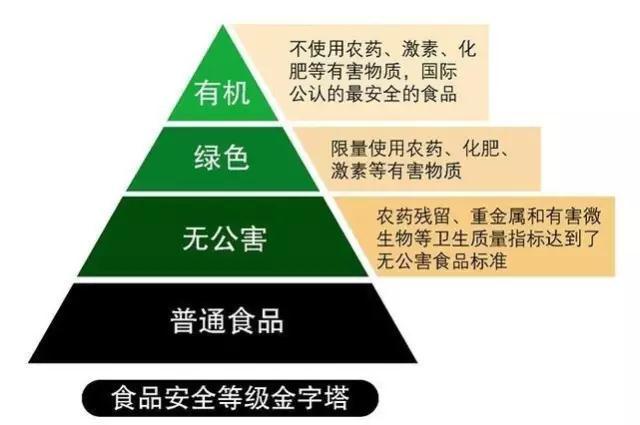 有机
不使用农药、激素、化
肥等有害物质，国际
公认的最安全的食品
绿色
限量使用农药、化肥、
激素等有害物质
无公害
农药残留、重金属和有害微
生物等卫生质量指标达到了
无公害食品标准
普通食品
食品安全等级金字塔